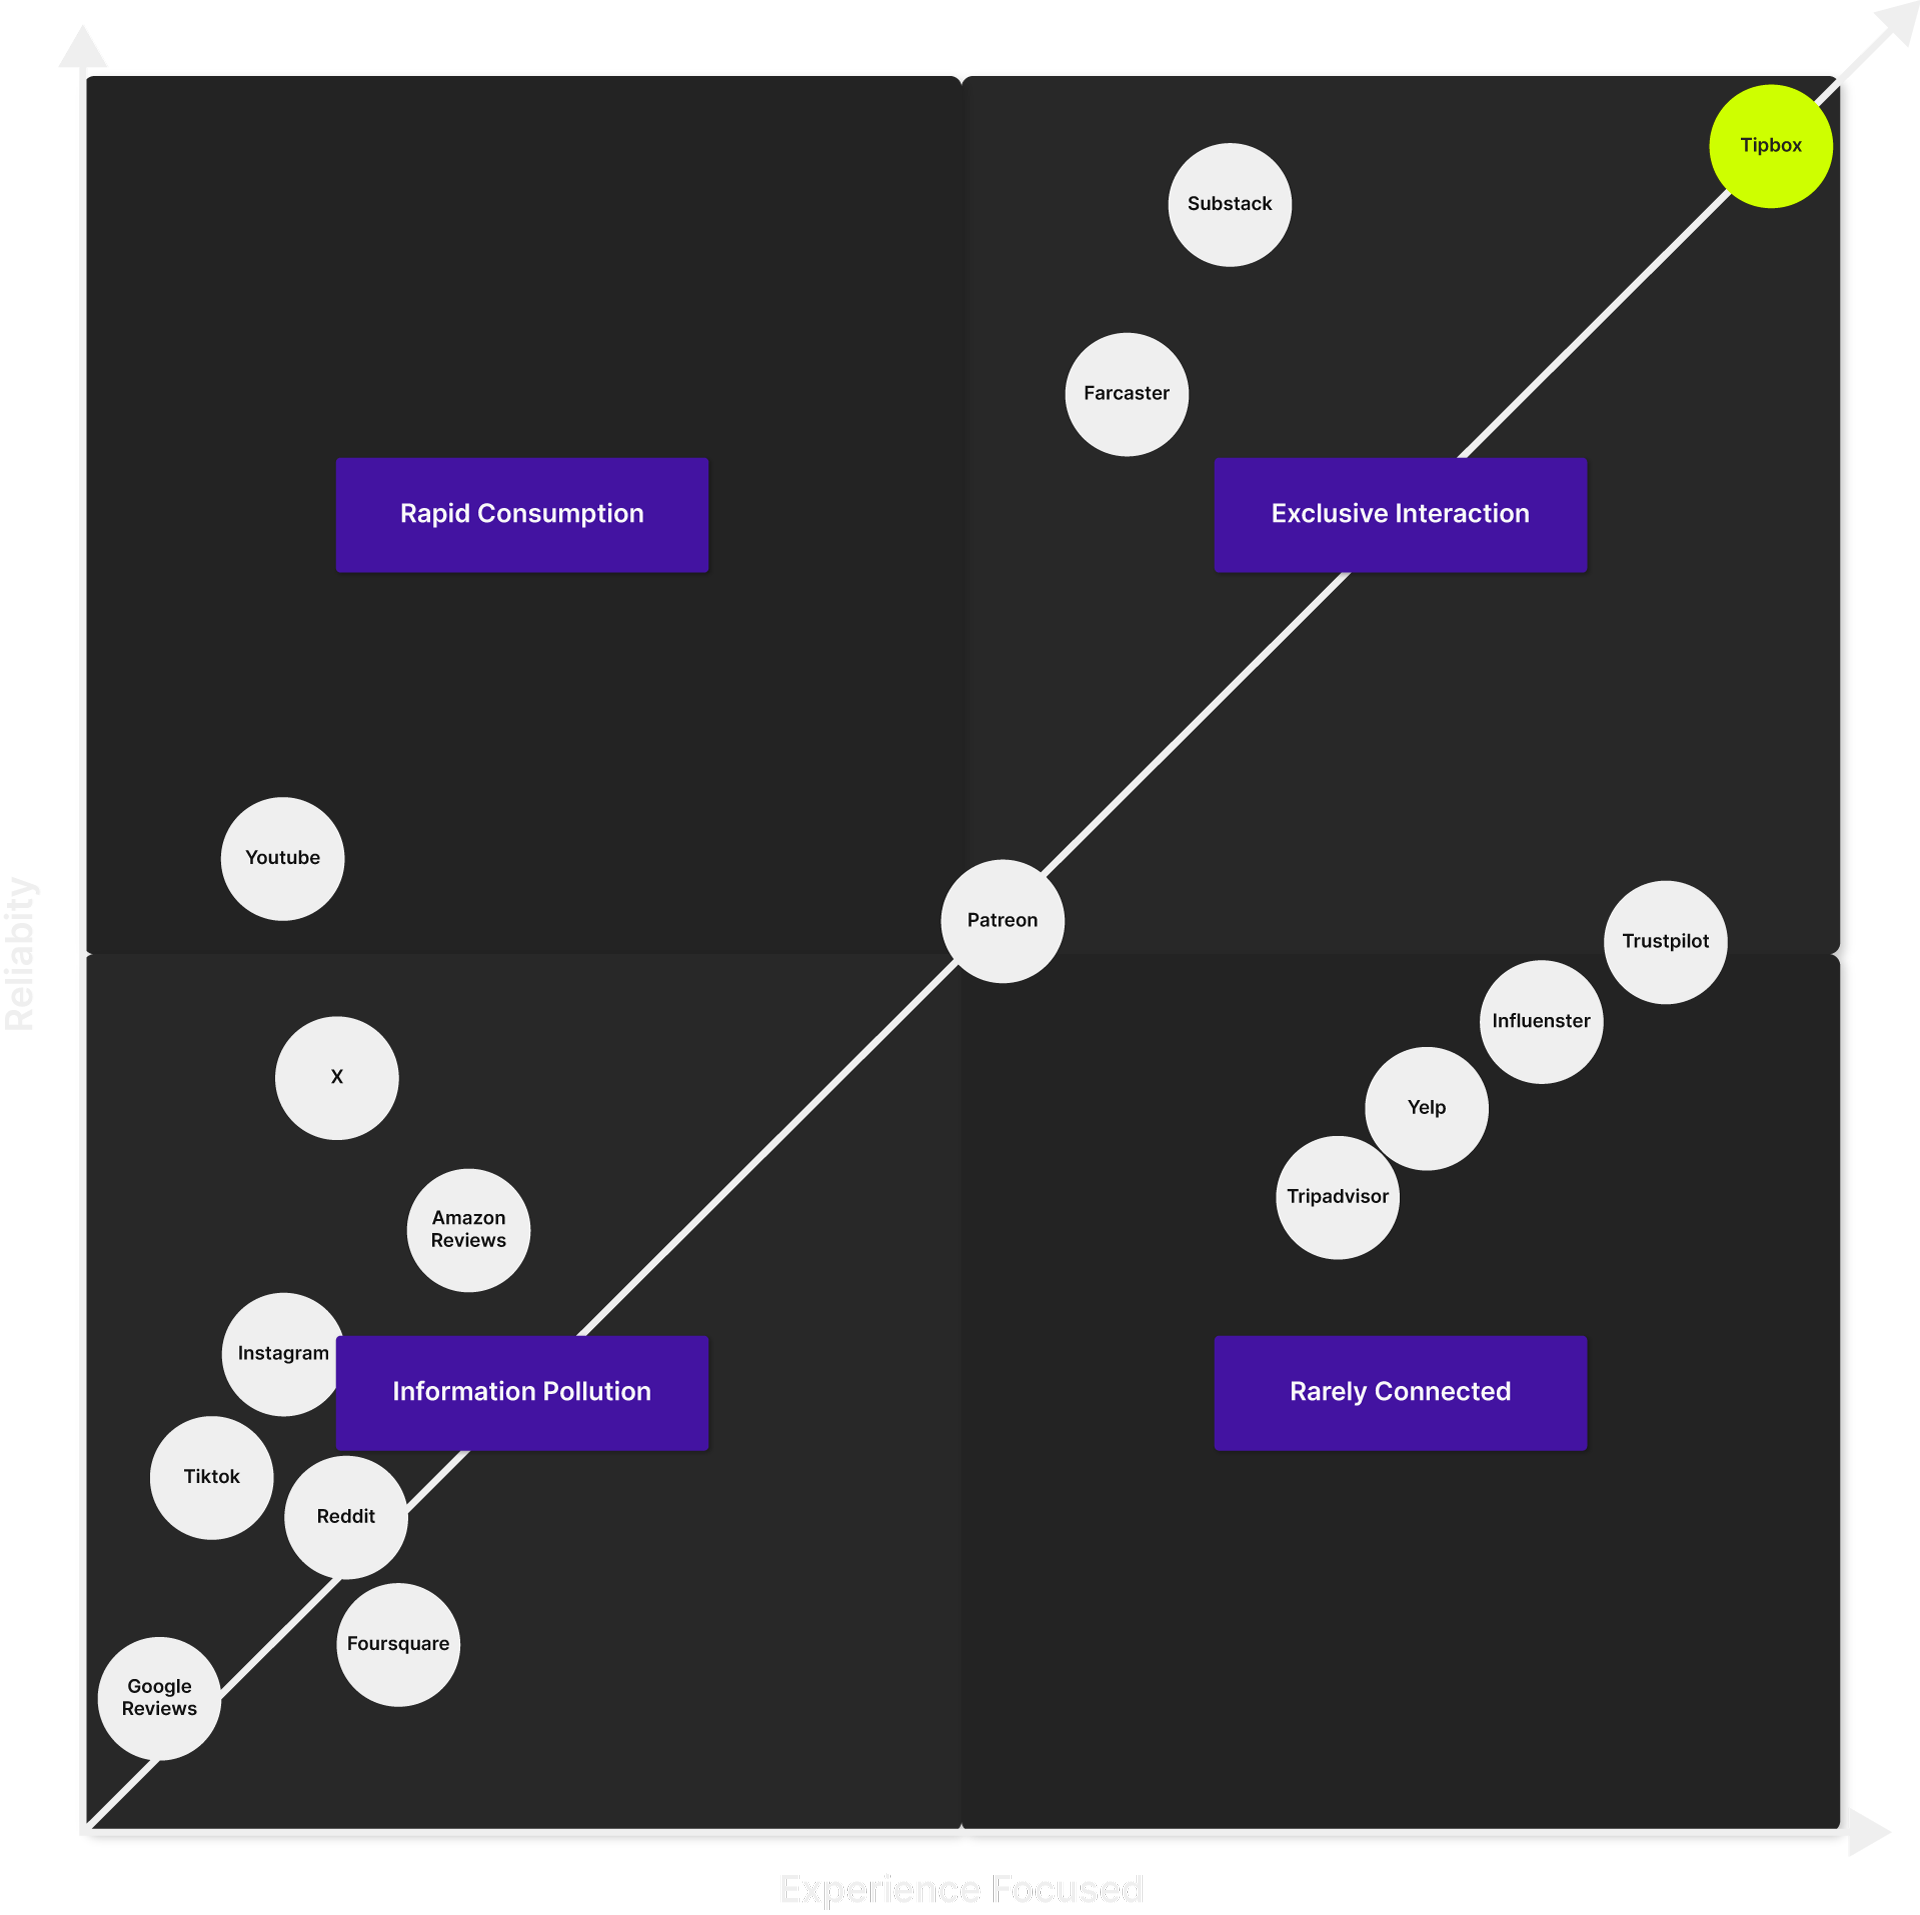 Tipbox
Substack
Farcaster
Rapid Consumption
Exclusive Interaction
Youtube
Patreon
Trustpilot
Reliabity
Influenster
X
Yelp
Tripadvisor
Amazon
Reviews
Instagram
Information Pollution
Rarely Connected
Tiktok
Reddit
Foursquare
Google
Reviews
Experience Focused